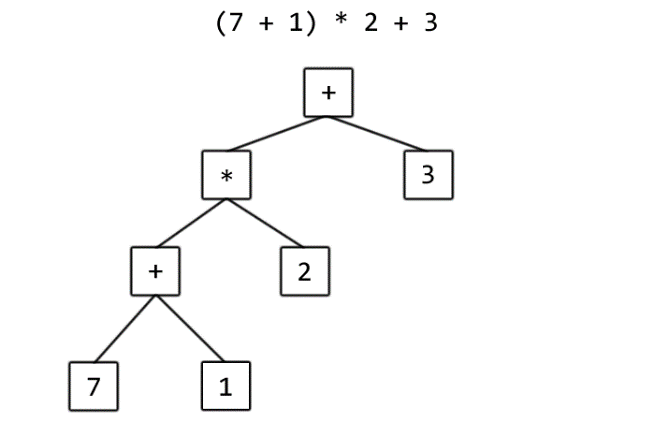 (7 + 1) * 2 + 3
+
* 3
+ 2
7 1